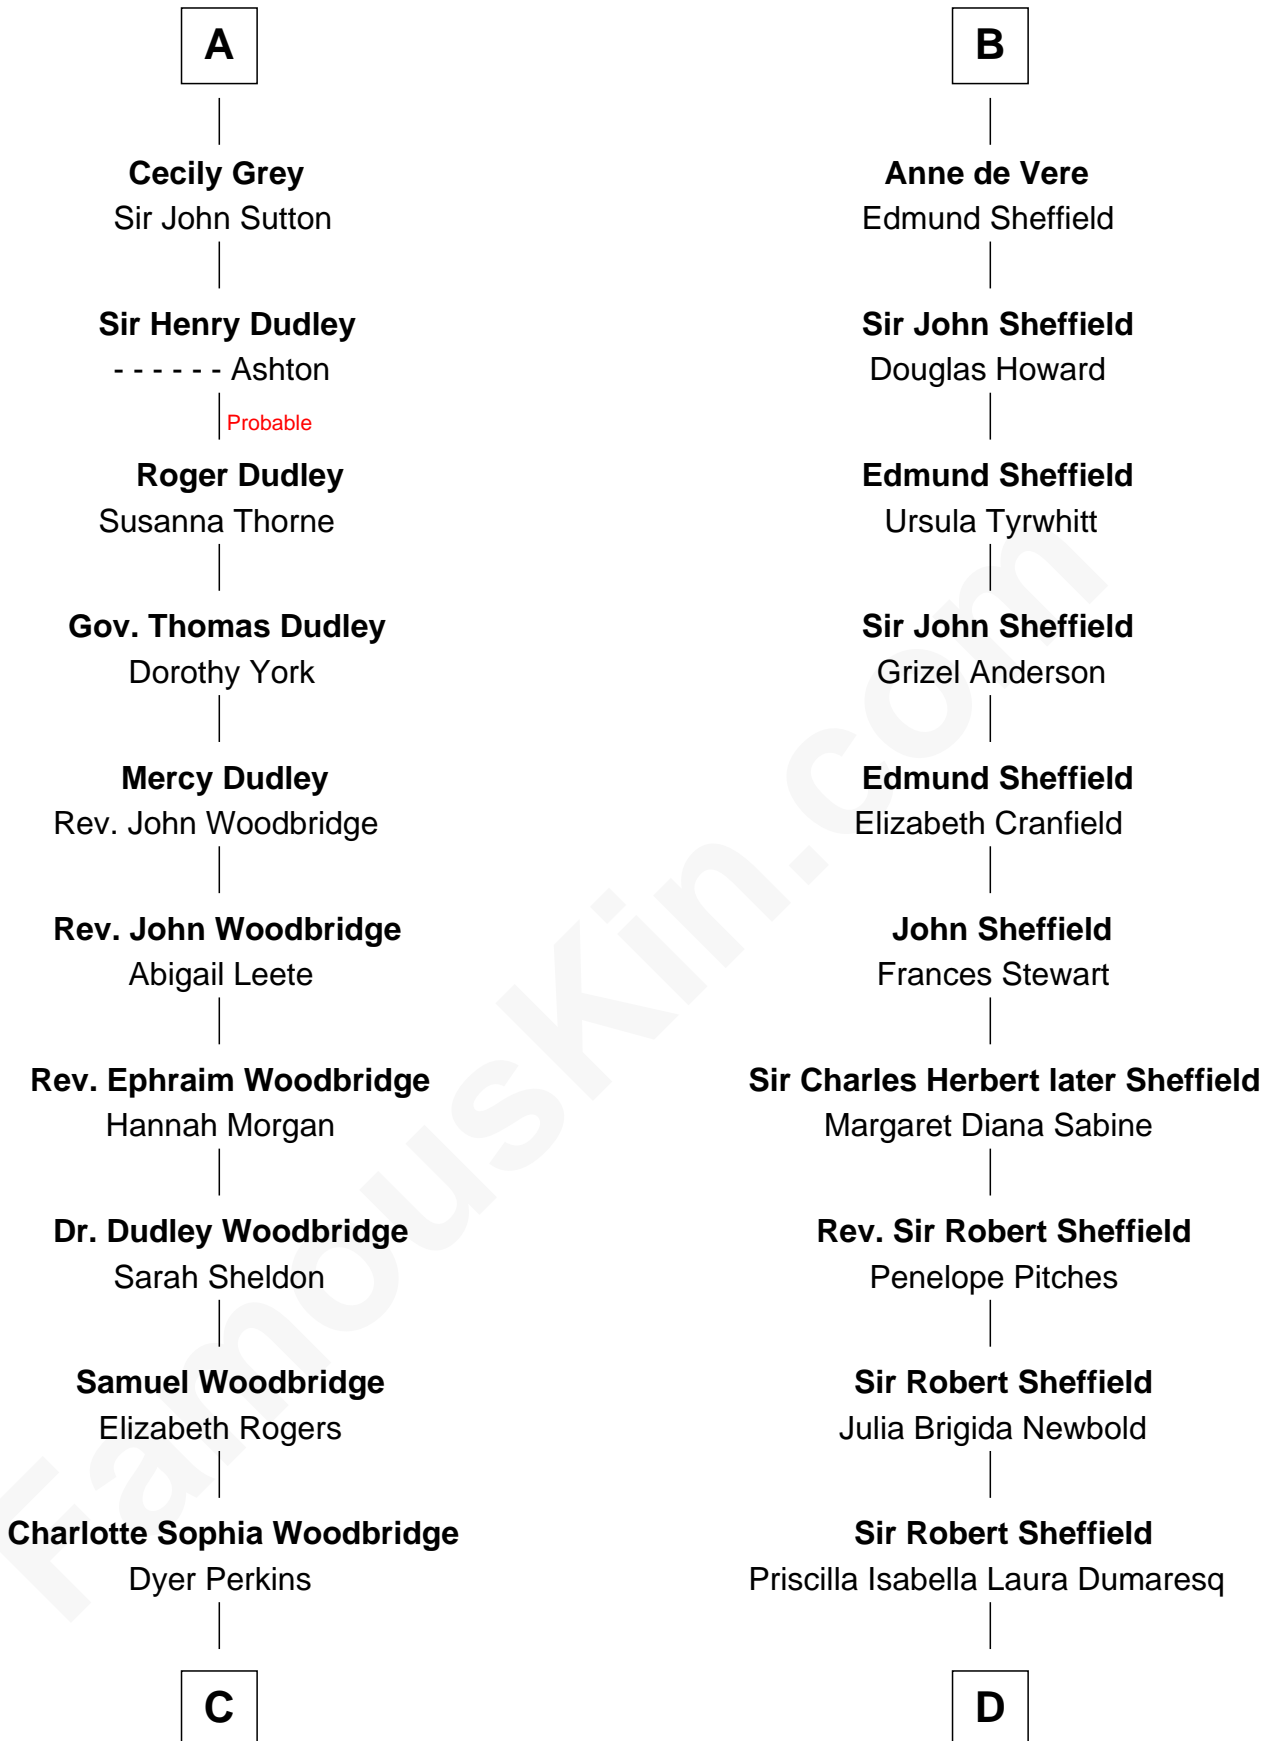 A
Cecily Grey
Sir John Sutton
Sir Henry Dudley
- - - - - - Ashton
Probable
Roger Dudley
Susanna Thorne
Gov. Thomas Dudley
Dorothy York
Mercy Dudley
Rev. John Woodbridge
Rev. John Woodbridge
Abigail Leete
Rev. Ephraim Woodbridge
Hannah Morgan
Dr. Dudley Woodbridge
Sarah Sheldon
Samuel Woodbridge
Elizabeth Rogers
Charlotte Sophia Woodbridge
Dyer Perkins
C
B
Anne de Vere
Edmund Sheffield
Sir John Sheffield
Douglas Howard
Edmund Sheffield
Ursula Tyrwhitt
Sir John Sheffield
Grizel Anderson
Edmund Sheffield
Elizabeth Cranfield
John Sheffield
Frances Stewart
Sir Charles Herbert later Sheffield
Margaret Diana Sabine
Rev. Sir Robert Sheffield
Penelope Pitches
Sir Robert Sheffield
Julia Brigida Newbold
Sir Robert Sheffield
Priscilla Isabella Laura Dumaresq
D
FamousKin.com